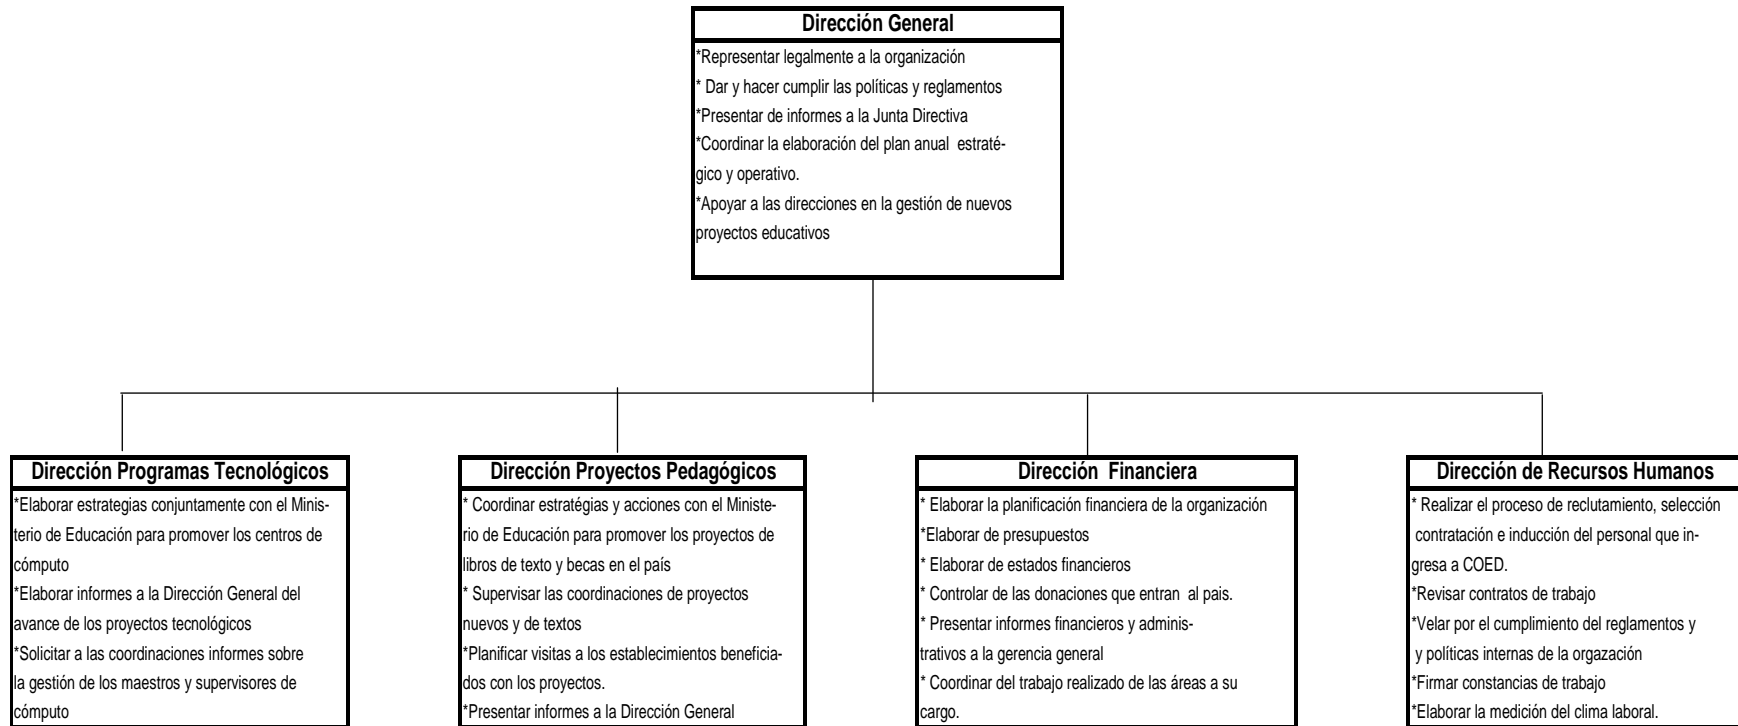 Dirección General
*Representar legalmente a la organización
* Dar y hacer cumplir las políticas y reglamentos
*Presentar de informes a la Junta Directiva
*Coordinar la elaboración del plan anual estraté-
gico y operativo.
*Apoyar a las direcciones en la gestión de nuevos
proyectos educativos
Dirección Programas Tecnológicos
*Elaborar estrategias conjuntamente con el Minis-
terio de Educación para promover los centros de
cómputo
*Elaborar informes a la Dirección General del
avance de los proyectos tecnológicos
*Solicitar a las coordinaciones informes sobre
la gestión de los maestros y supervisores de
cómputo
Dirección Proyectos Pedagógicos
* Coordinar estratégias y acciones con el Ministe-
rio de Educación para promover los proyectos de
libros de texto y becas en el país
* Supervisar las coordinaciones de proyectos
nuevos y de textos
*Planificar visitas a los establecimientos beneficia-
dos con los proyectos.
*Presentar informes a la Dirección General
Dirección Financiera
* Elaborar la planificación financiera de la organización
*Elaborar de presupuestos
* Elaborar de estados financieros
* Controlar de las donaciones que entran al pais.
* Presentar informes financieros y adminis-
trativos a la gerencia general
* Coordinar del trabajo realizado de las áreas a su
cargo.
Dirección de Recursos Humanos
* Realizar el proceso de reclutamiento, selección
contratación e inducción del personal que in-
gresa a COED.
*Revisar contratos de trabajo
*Velar por el cumplimiento del reglamentos y
y políticas internas de la orgazación
*Firmar constancias de trabajo
*Elaborar la medición del clima laboral.